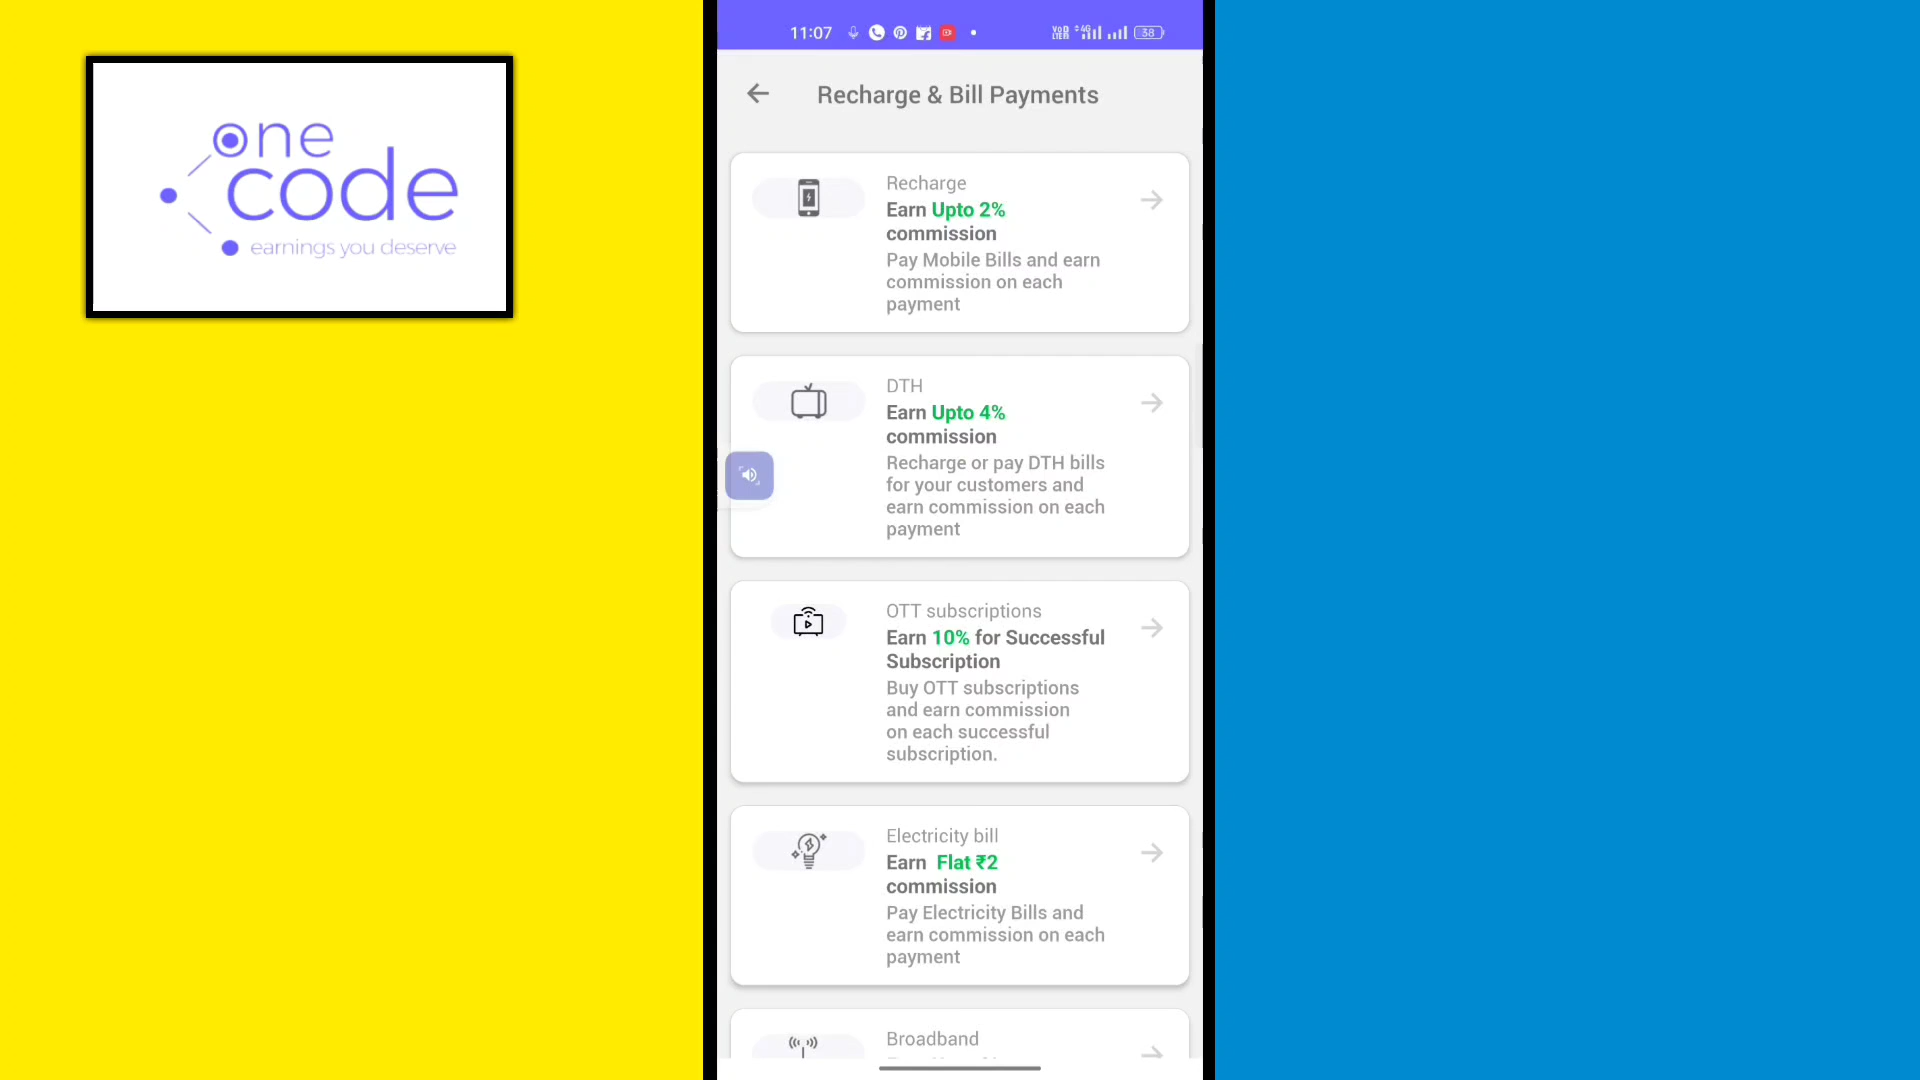 one
code
earnings you deserve
11:07
VoD
LTE1
4G
38
Recharge & Bill Payments
Recharge
Earn Upto 2%
commission
Pay Mobile Bills and earn
commission on each
payment
DTH
Earn Upto 4%
commission
Recharge or pay DTH bills
for your customers and
earn commission on each
payment
OTT subscriptions
Earn 10% for Successful
Subscription
Buy OTT subscriptions
and earn commission
on each successful
subscription.
Electricity bill
Earn Flat ₹2
commission
Pay Electricity Bills and
earn commission on each
payment
Broadband